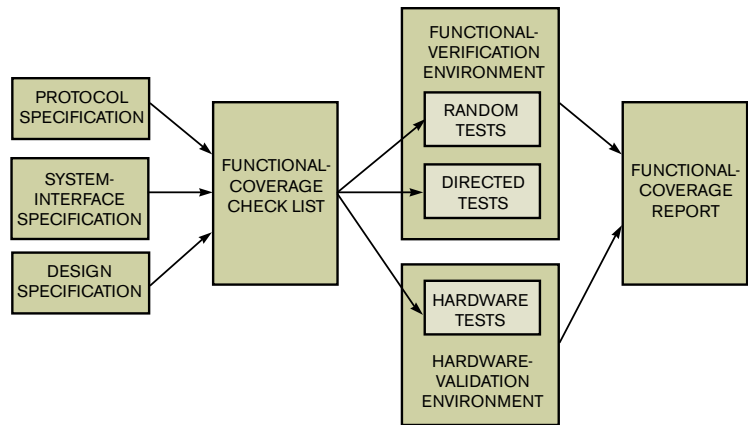 PROTOCOL
SPECIFICATION
SYSTEM-
INTERFACE
SPECIFICATION
DESIGN
SPECIFICATION
FUNCTIONAL-
COVERAGE
CHECK LIST
FUNCTIONAL-
VERIFICATION
ENVIRONMENT
RANDOM
TESTS
DIRECTED
TESTS
HARDWARE
TESTS
HARDWARE-
VALIDATION
ENVIRONMENT
FUNCTIONAL-
COVERAGE
REPORT